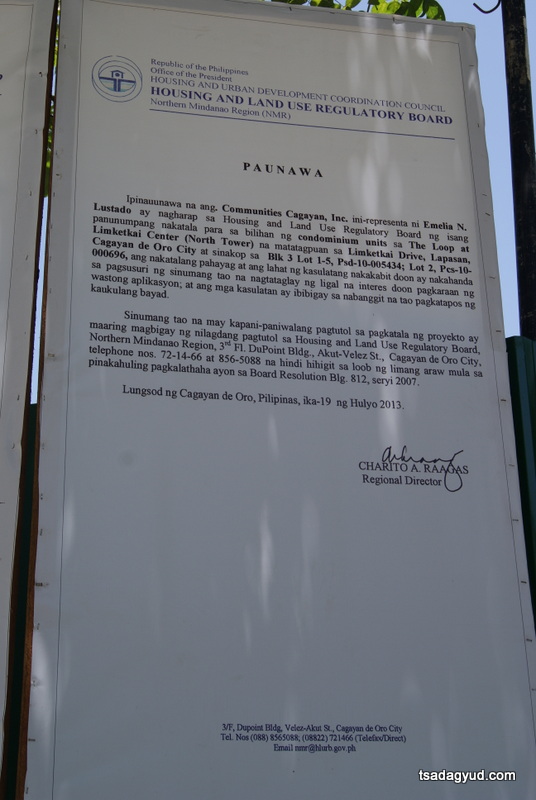 Republic of the Philippines
Office of the President
HOUSING AND URBAN DEVELOPMENT COORDINATION COUNCIL
HOUSING AND LAND USE REGULATORY BOARD
Northern Mindanao Region (NMR)
PAUNAWA
Ipinauunawa na ang. Communities Cagayan, Inc. ini-representa ni Emelia N.
Lustado ay nagharap sa Housing and Land Use Regulatory Board ng isang
panunumpang nakatala para sa bilihan ng condominium units sa The Loop at
Limketkai Center (North Tower) na matatagpuan sa Limketkai Drive, Lapasan,
Cagayan de Oro City at sinakop sa Blk 3 Lot 1-5, Psd-10-005434; Lot 2, Pcs-10-
000696, ang nakatalang pahayag at ang lahat ng kasulatang nakakabit doon ay nakahanda
sa pagsusuri ng sinumang tao na nagtataglay ng ligal na interes doon pagkaraan ng
wastong aplikasyon; at ang mga kasulatan ay ibibigay sa nabanggit na tao pagkatapos ng
kaukulang bayad.
Sinumang tao na may kapani-paniwalang pagtutol sa pagkatala ng proyekto ay
maaring magbigay ng nilagdang pagtutol sa Housing and Land Use Regulatory Board,
Northern Mindanao Region, 3rd Fl. DuPoint Bldg., Akut-Velez St., Cagayan de Oro City,
telephone nos. 72-14-66 at 856-5088 na hindi hihigit sa loob ng limang araw mula sa
pinakahuling pagkalathaha ayon sa Board Resolution Blg. 812, seryi 2007.
Lungsod ng Cagayan de Oro, Pilipinas, ika-19 ng Hulyo 2013.
CHARITO A. RAAGAS
Regional Director
3/F, Dupoint Bldg, Velez-Akut St., Cagayan de Oro City
Tel. Nos (088) 8565088; (08822) 721466 (Telefax/Direct)
Email nmr@hlurb.gov.ph
tsadagyud.com